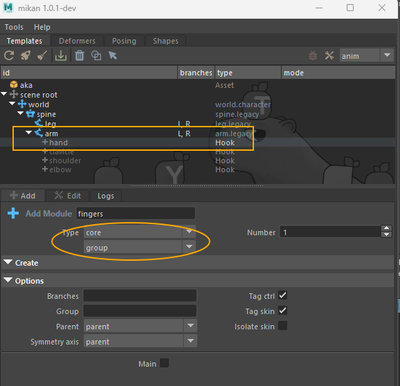 mikan 1.0.1-dev
Tools Help
Templates Deformers Posing Shapes
anim
id branches type mode
aka Asset
scene root
world world.character
spine spine.legacy
leg L, R leg.legacy
arm L, R arm.legacy
hand Hook
clavicle Hook
shoulder Hook
elbow Hook
T
Y
Add Edit Logs
Add Module fingers
Type core Number 1
group
Create
Options
Branches Tag ctrl
Group Tag skin
Parent parent Isolate skin
Symmetry axis parent
Main